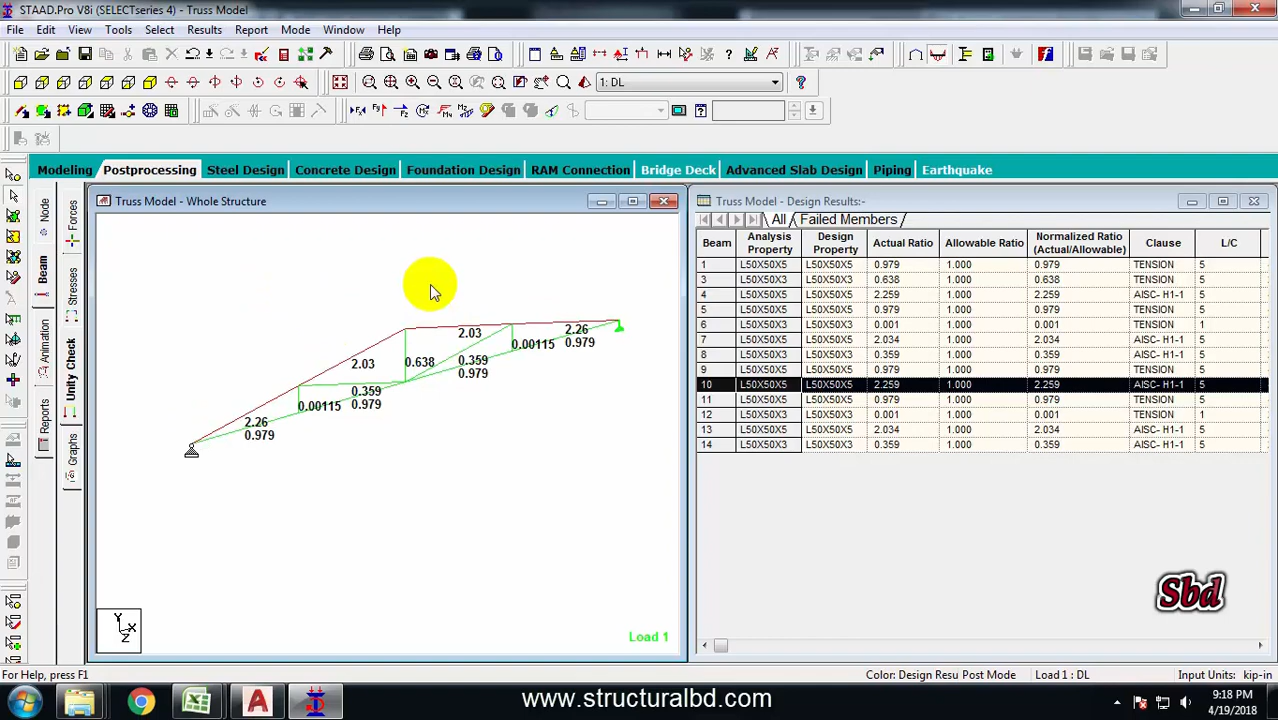 STAAD.Pro V8i (SELECTseries 4) - Truss Model
File Edit View Tools Select Results Report Mode Window Help
1: DL
Modeling Postprocessing Steel Design Concrete Design Foundation Design RAM Connection Bridge Deck Advanced Slab Design Piping Earthquake
Node
Beam
Animation
Reports
Forces
Stresses
Unity Check
Graphs
Truss Model - Whole Structure
2.03
2.26
0.00115
0.979
2.03
0.638
0.359
0.979
0.359
0.00115
0.979
2.26
0.979
Y
X
Z
Load 1
Truss Model - Design Results:-
All Failed Members
Beam Analysis Property Design Property Actual Ratio Allowable Ratio Normalized Ratio (Actual/Allowable) Clause L/C
1 L50X50X5 L50X50X5 0.979 1.000 0.979 TENSION 5
3 L50X50X3 L50X50X3 0.638 1.000 0.638 TENSION 5
4 L50X50X5 L50X50X5 2.259 1.000 2.259 AISC- H1-1 5
5 L50X50X5 L50X50X5 0.979 1.000 0.979 TENSION 5
6 L50X50X3 L50X50X3 0.001 1.000 0.001 TENSION 1
7 L50X50X5 L50X50X5 2.034 1.000 2.034 AISC- H1-1 5
8 L50X50X3 L50X50X3 0.359 1.000 0.359 AISC- H1-1 5
9 L50X50X5 L50X50X5 0.979 1.000 0.979 TENSION 5
10 L50X50X5 L50X50X5 2.259 1.000 2.259 AISC- H1-1 5
11 L50X50X5 L50X50X5 0.979 1.000 0.979 TENSION 5
12 L50X50X3 L50X50X3 0.001 1.000 0.001 TENSION 1
13 L50X50X5 L50X50X5 2.034 1.000 2.034 AISC- H1-1 5
14 L50X50X3 L50X50X3 0.359 1.000 0.359 AISC- H1-1 5
Sbd
For Help, press F1
Color: Design Resu Post Mode Load 1 : DL Input Units: kip-in
www.structuralbd.com
9:18 PM
4/19/2018